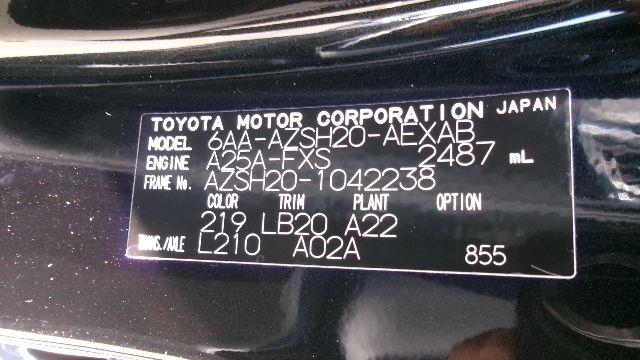 TOYOTA MOTOR CORPORATION JAPAN
MODEL 6AA-AZSH20-AEXAB
ENGINE A25A-FXS 2487 mL
FRAME No. AZSH20-1042238
COLOR TRIM PLANT OPTION
219 LB20 A22
TRANS./AXLE L210 A02A 855